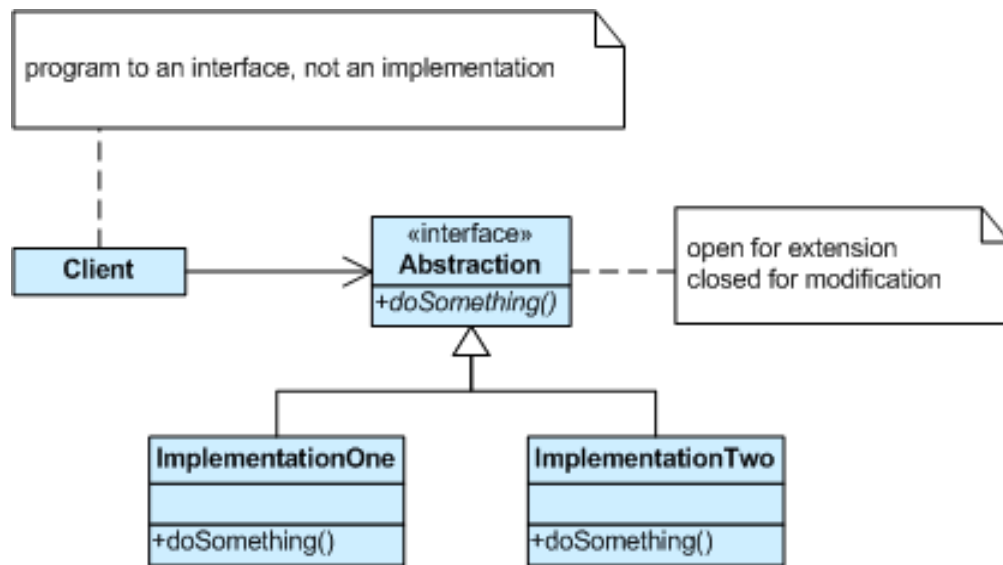 program to an interface, not an implementation
Client
«interface»
Abstraction
+doSomething()
open for extension
closed for modification
ImplementationOne
+doSomething()
ImplementationTwo
+doSomething()